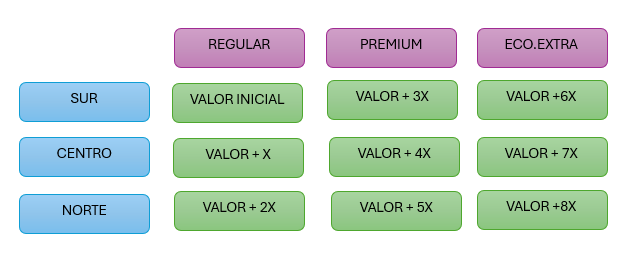 REGULAR PREMIUM ECO.EXTRA
SUR VALOR INICIAL VALOR + 3X VALOR +6X
CENTRO VALOR + X VALOR + 4X VALOR + 7X
NORTE VALOR + 2X VALOR + 5X VALOR +8X